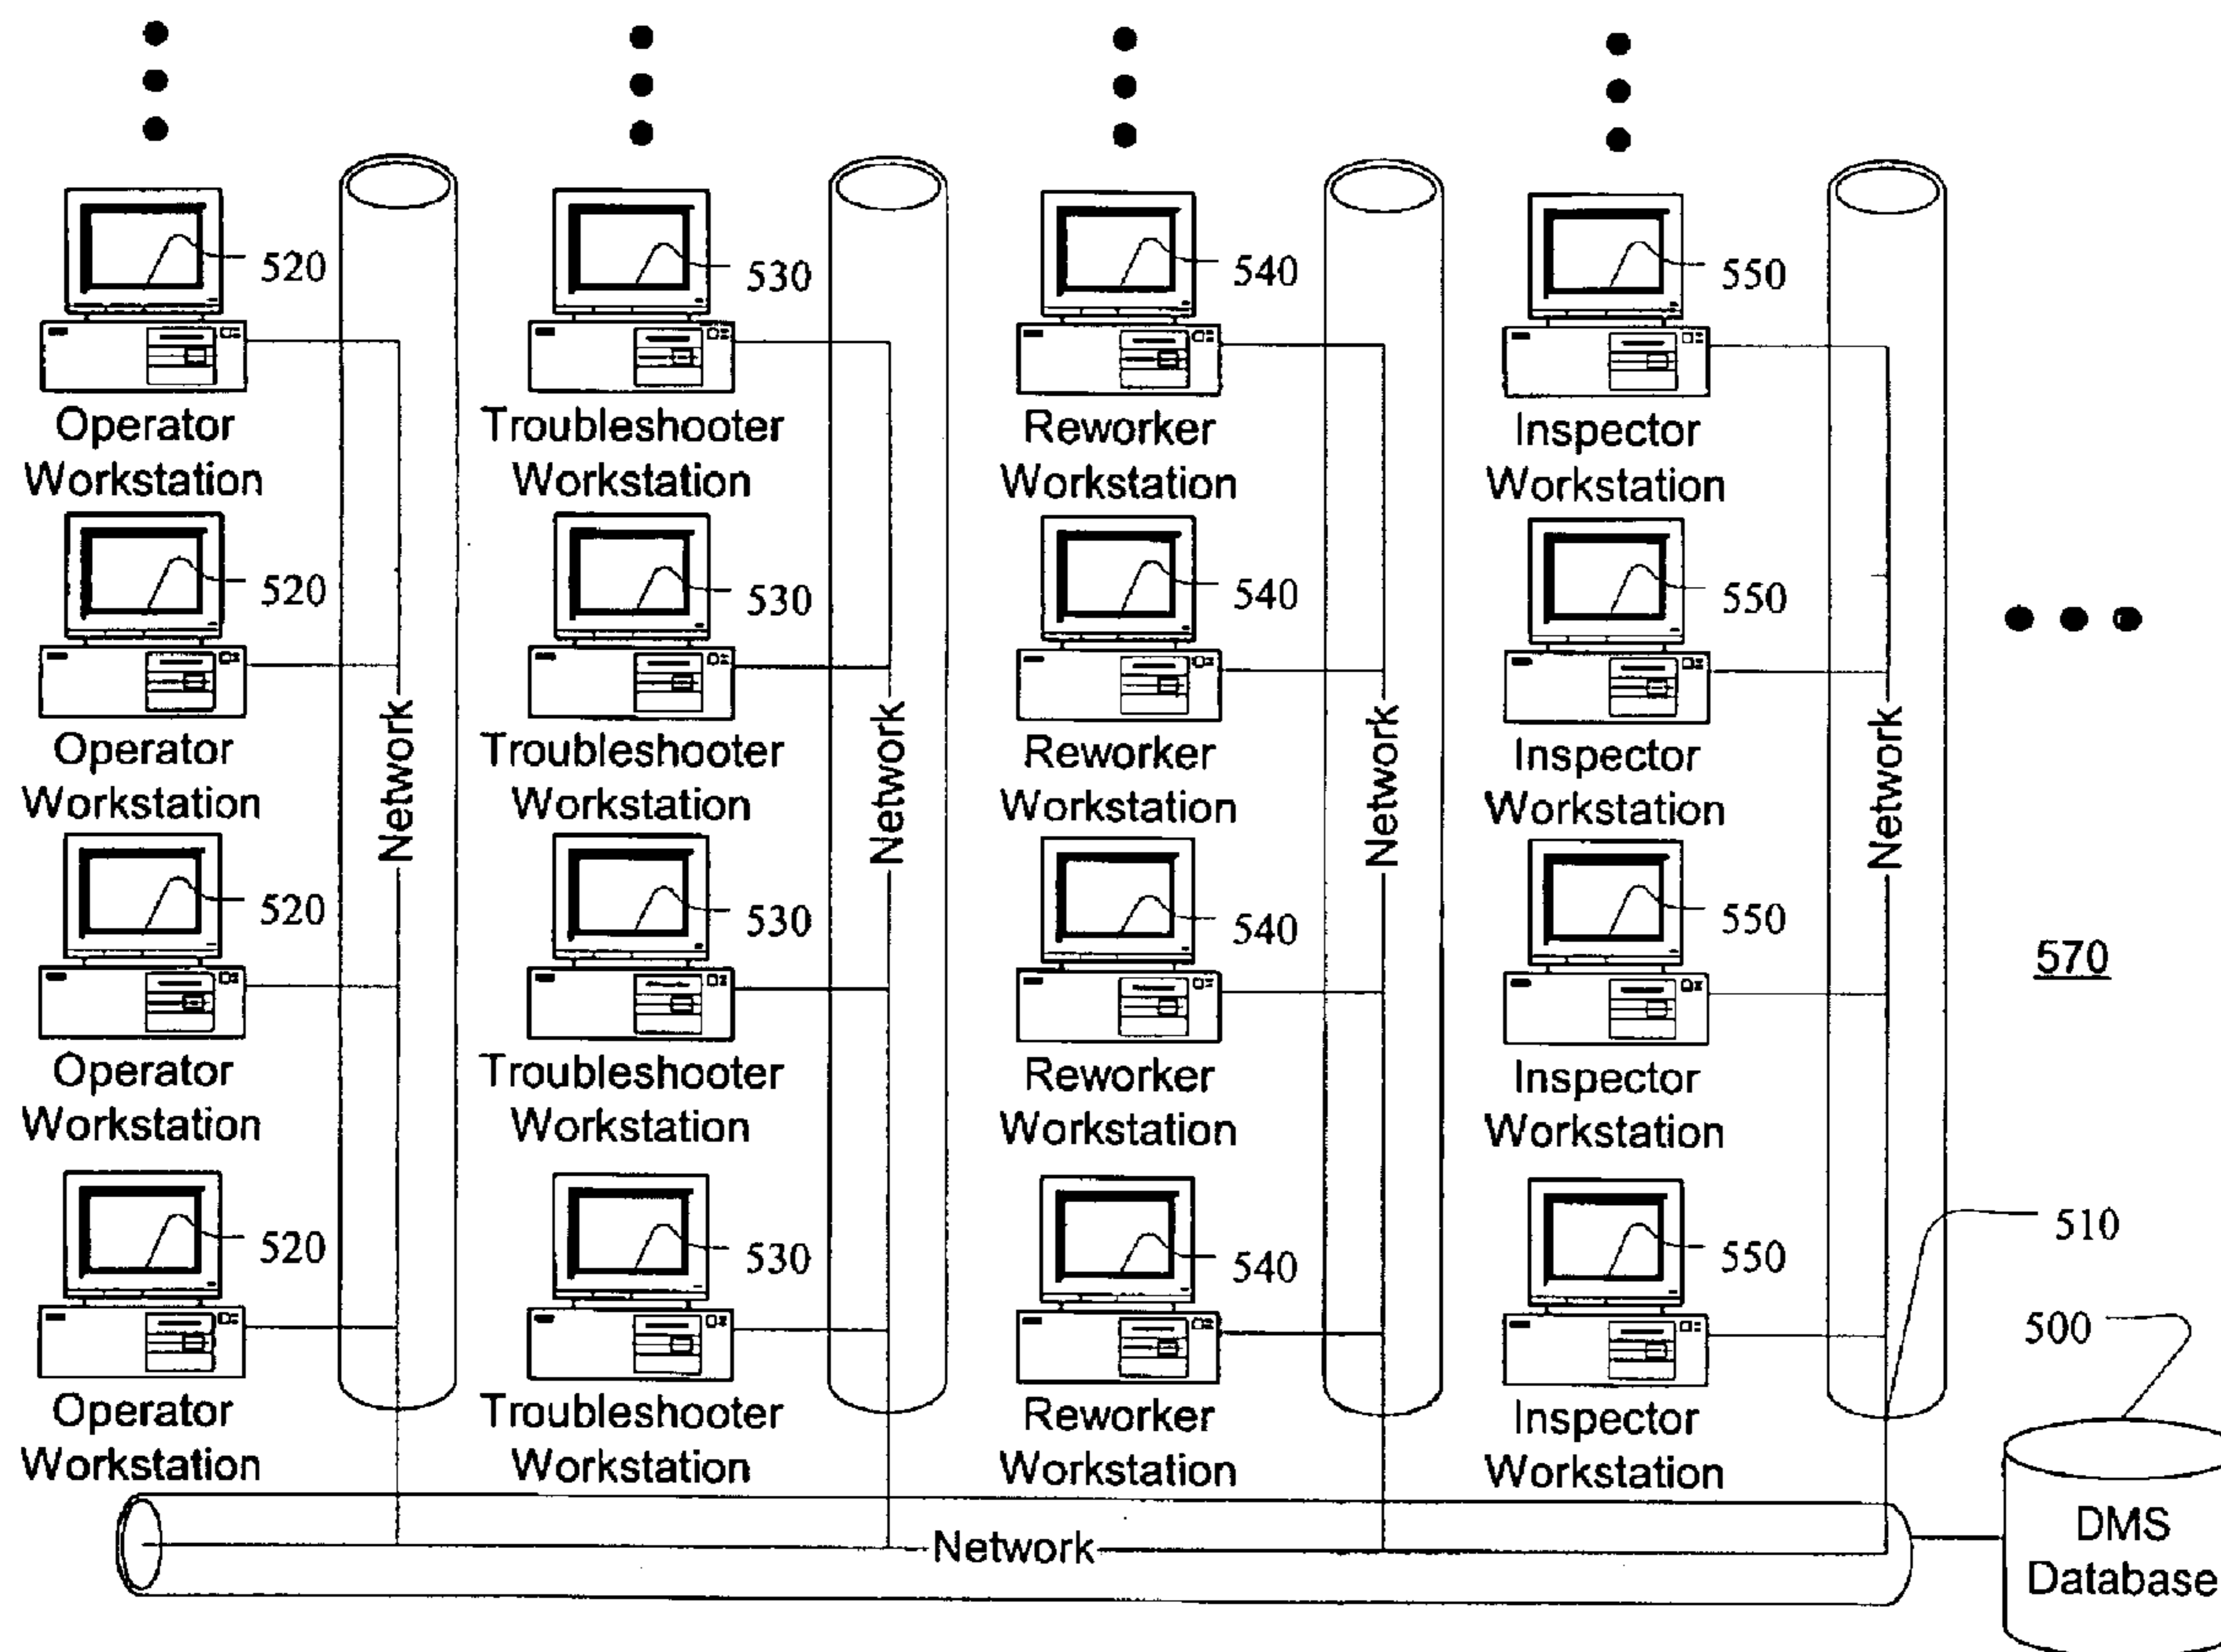 520
530
540
550
Operator
Workstation
Troubleshooter
Workstation
Reworker
Workstation
Inspector
Workstation
520
530
540
550
Operator
Workstation
Troubleshooter
Workstation
Reworker
Workstation
Inspector
Workstation
Network
Network
Network
Network
520
530
540
550
570
Operator
Workstation
Troubleshooter
Workstation
Reworker
Workstation
Inspector
Workstation
520
530
540
550
510
500
Operator
Workstation
Troubleshooter
Workstation
Reworker
Workstation
Inspector
Workstation
Network
DMS
Database